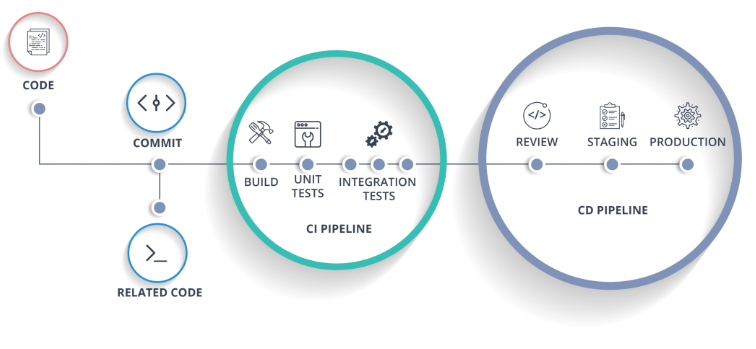 CODE
COMMIT
RELATED CODE
BUILD
UNIT
TESTS
INTEGRATION
TESTS
CI PIPELINE
REVIEW
STAGING
PRODUCTION
CD PIPELINE